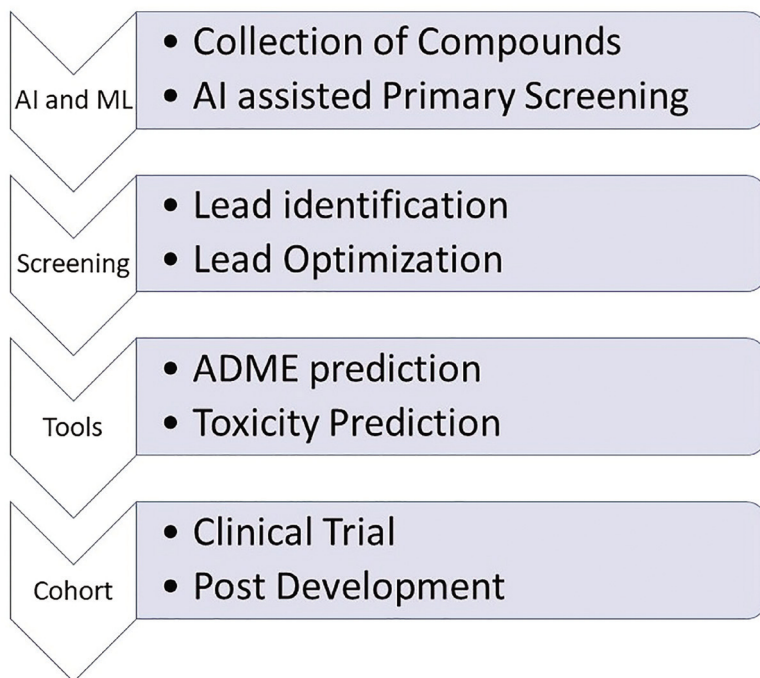 AI and ML
• Collection of Compounds
• AI assisted Primary Screening
Screening
• Lead identification
• Lead Optimization
Tools
• ADME prediction
• Toxicity Prediction
Cohort
• Clinical Trial
• Post Development